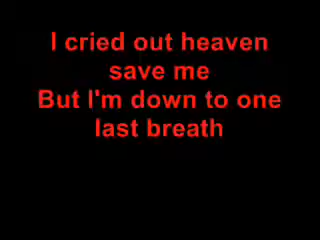 I cried out heaven
save me
But I'm down to one
last breath